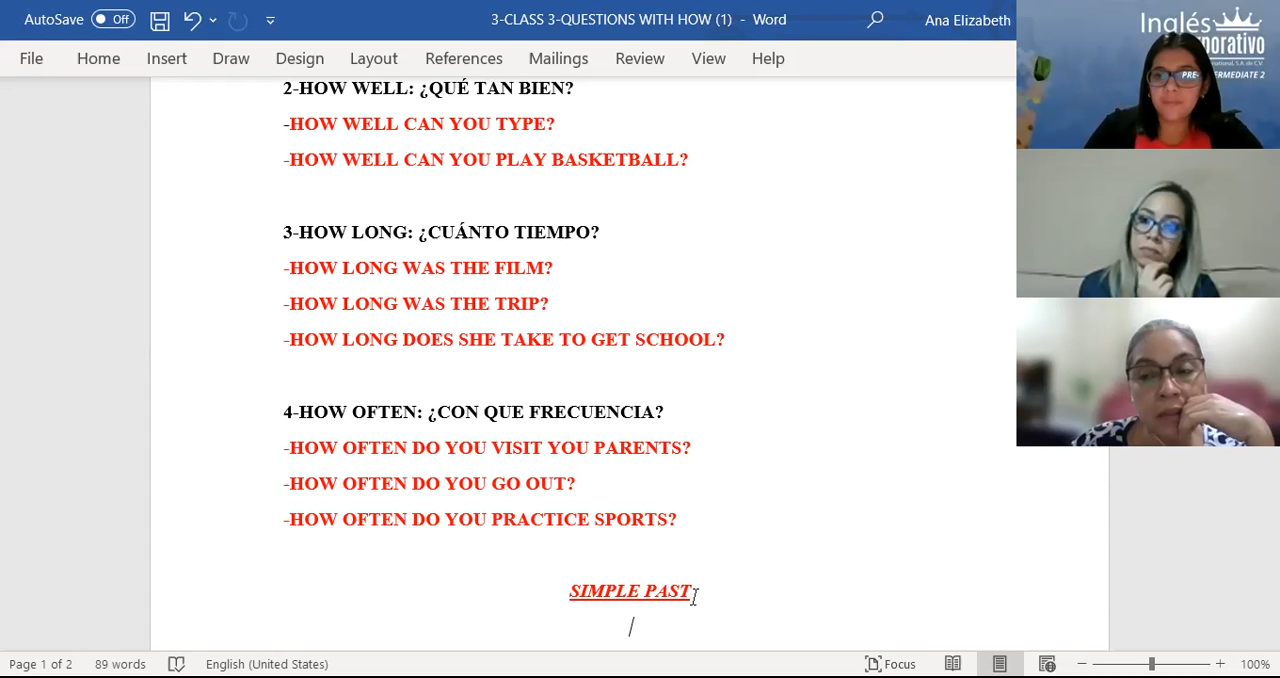 AutoSave Off 3-CLASS 3-QUESTIONS WITH HOW (1) - Word Ana Elizabeth
File Home Insert Draw Design Layout References Mailings Review View Help
2-HOW WELL: ¿QUÉ TAN BIEN?
-HOW WELL CAN YOU TYPE?
-HOW WELL CAN YOU PLAY BASKETBALL?
3-HOW LONG: ¿CUÁNTO TIEMPO?
-HOW LONG WAS THE FILM?
-HOW LONG WAS THE TRIP?
-HOW LONG DOES SHE TAKE TO GET SCHOOL?
4-HOW OFTEN: ¿CON QUE FRECUENCIA?
-HOW OFTEN DO YOU VISIT YOU PARENTS?
-HOW OFTEN DO YOU GO OUT?
-HOW OFTEN DO YOU PRACTICE SPORTS?
SIMPLE PAST
Page 1 of 2 89 words English (United States) Focus 100%
Inglés